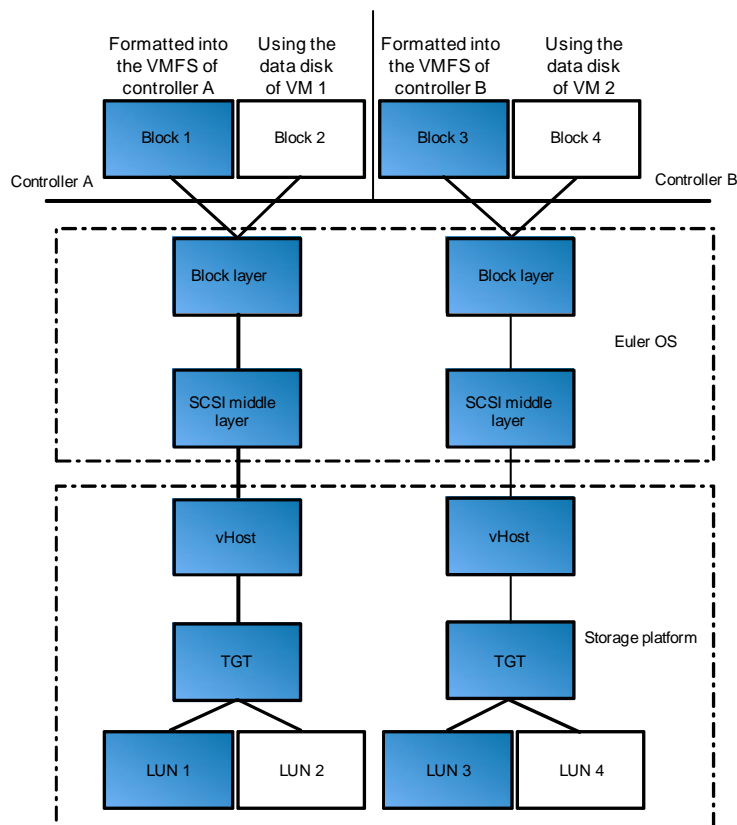 Formatted into
the VMFS of
controller A
Using the
data disk
of VM 1
Formatted into
the VMFS of
controller B
Using the
data disk
of VM 2
Block 1
Block 2
Block 3
Block 4
Controller A
Controller B
Block layer
Block layer
Euler OS
SCSI middle
layer
SCSI middle
layer
vHost
vHost
Storage platform
TGT
TGT
LUN 1
LUN 2
LUN 3
LUN 4